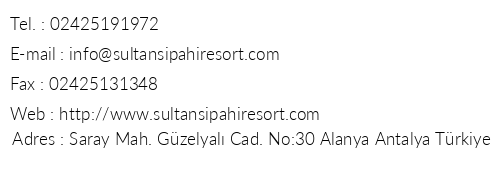 Tel. : 02425191972
E-mail : info@sultansipahiresort.com
Fax : 02425131348
Web : http://www.sultansipahiresort.com
Adres : Saray Mah. Güzelyalı Cad. No:30 Alanya Antalya Türkiye